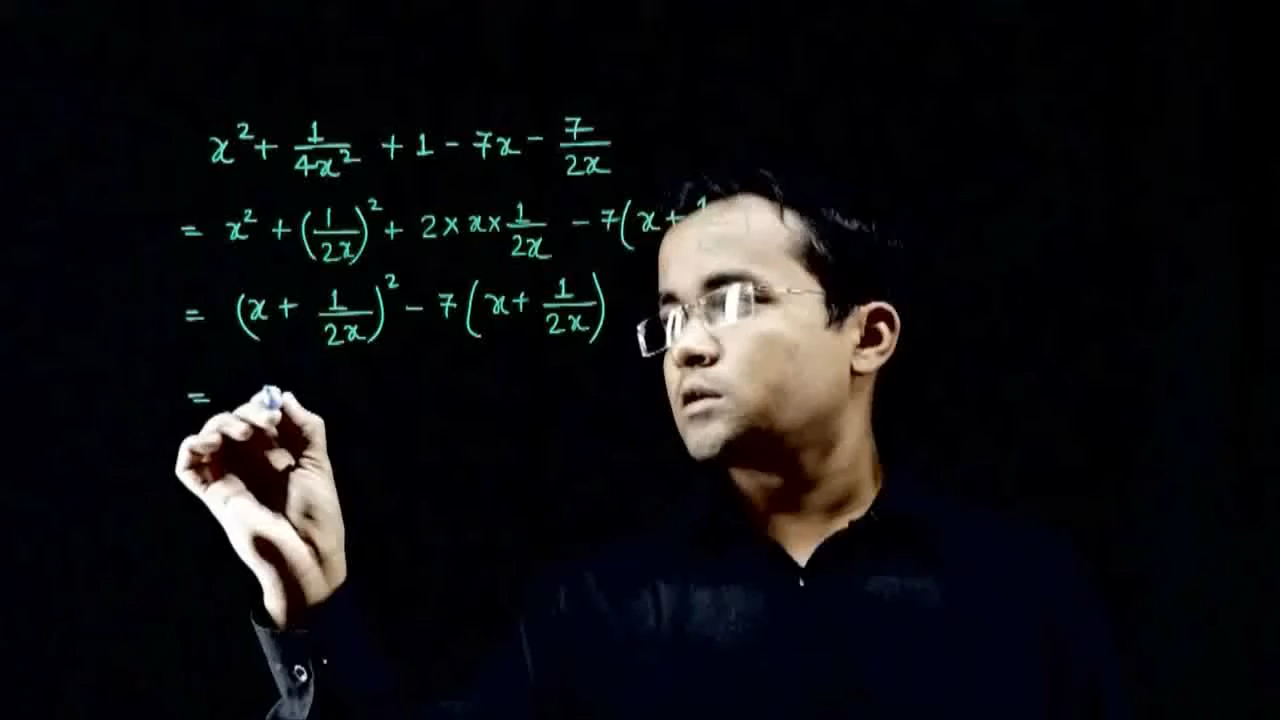 x² + 1/4x² + 1 - 7x - 7/2x
= x² + (1/2x)² + 2 × x × 1/2x - 7(x + 1
= (x + 1/2x)² - 7(x + 1/2x)
=